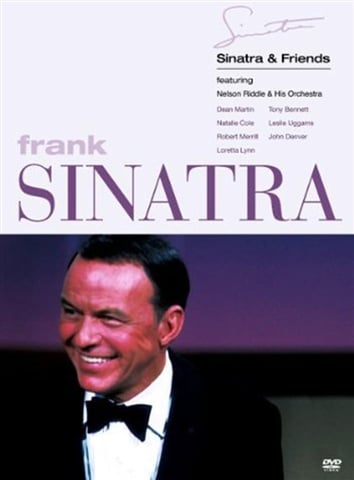 Sinatra
Sinatra & Friends
featuring
Nelson Riddle & His Orchestra
Dean Martin Tony Bennett
Natalie Cole Leslie Uggams
Robert Merrill John Denver
Loretta Lynn
frank
SINATRA
DVD
VIDEO